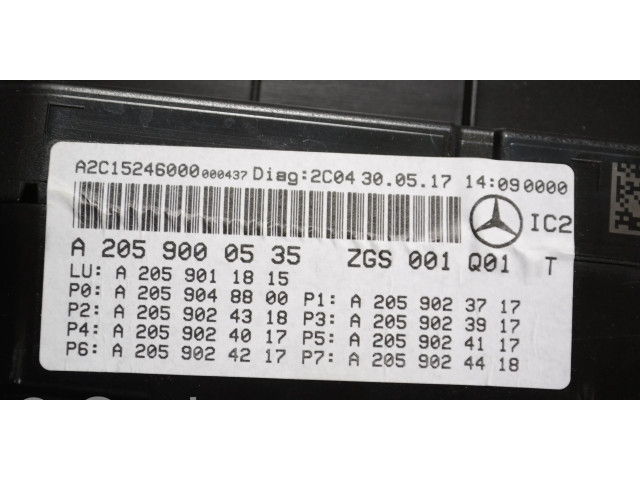 A2C15246000 000437 Diag:2C04 30.05.17 14:090000
IC2
A 205 900 05 35 ZGS 001 Q01 T
LU: A 205 901 18 15
P0: A 205 904 88 00 P1: A 205 902 37 17
P2: A 205 902 43 18 P3: A 205 902 39 17
P4: A 205 902 40 17 P5: A 205 902 41 17
P6: A 205 902 42 17 P7: A 205 902 44 18